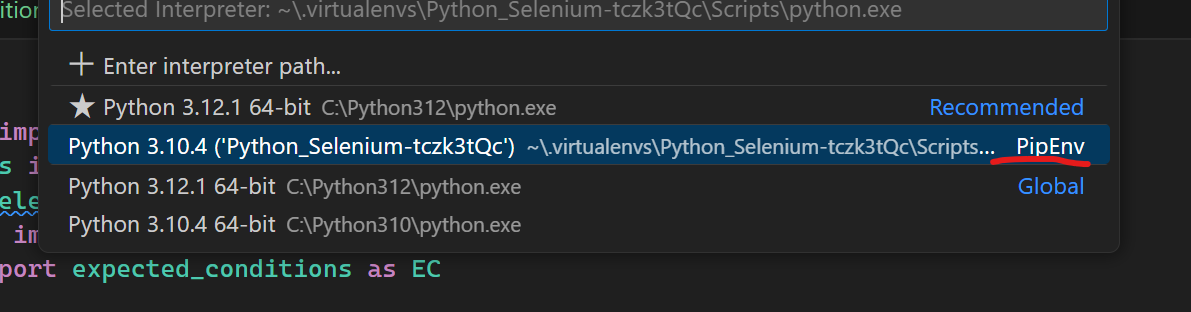 Selected Interpreter: ~\.virtualenvs\Python_Selenium-tczk3tQc\Scripts\python.exe
Enter interpreter path...
★ Python 3.12.1 64-bit C:\Python312\python.exe Recommended
Python 3.10.4 ('Python_Selenium-tczk3tQc') ~\.virtualenvs\Python_Selenium-tczk3tQc\Scripts... PipEnv
Python 3.12.1 64-bit C:\Python312\python.exe Global
Python 3.10.4 64-bit C:\Python310\python.exe
expected_conditions as EC